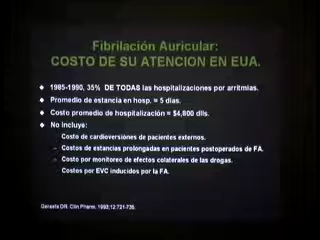 Fibrilación Auricular:
COSTO DE SU ATENCION EN EUA.
1985-1990, 35% DE TODAS las hospitalizaciones por arritmias.
Promedio de estancia en hosp. = 5 dias.
Costo promedio de hospitalización = $4,800 dlls.
No incluye:
Costo de cardioversiónes de pacientes externos.
– Costos de estancias prolongadas en pacientes postoperados de FA.
– Costo por monitoreo de efectos colaterales de las drogas.
Costos por EVC inducidos por la FA.
DR. Clin Pharm. 1993;12:721-735.